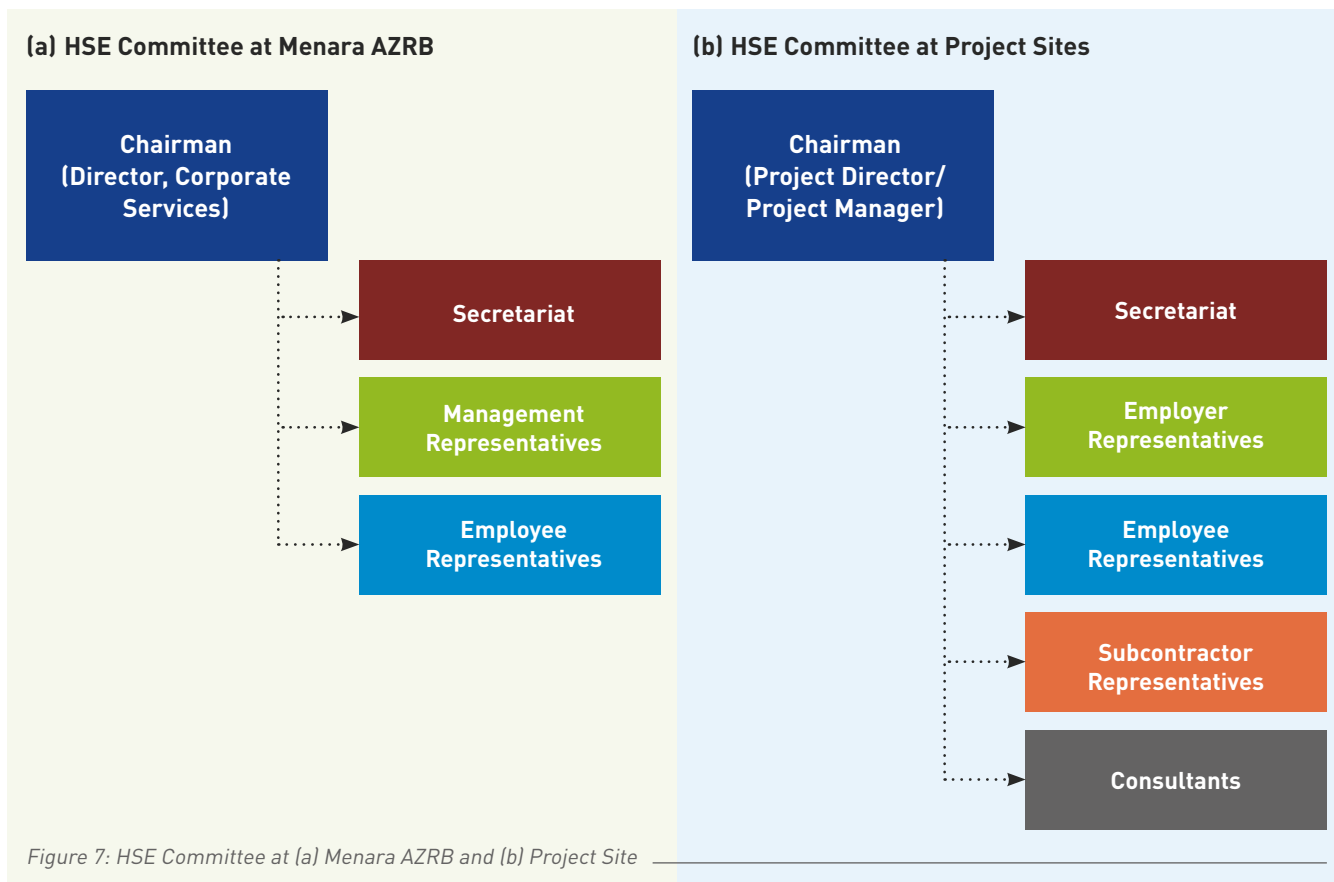 (a) HSE Committee at Menara AZRB
Chairman
(Director, Corporate
Services)
Secretariat
Management
Representatives
Employee
Representatives
(b) HSE Committee at Project Sites
Chairman
(Project Director/
Project Manager)
Secretariat
Employer
Representatives
Employee
Representatives
Subcontractor
Representatives
Consultants
Figure 7: HSE Committee at (a) Menara AZRB and (b) Project Site